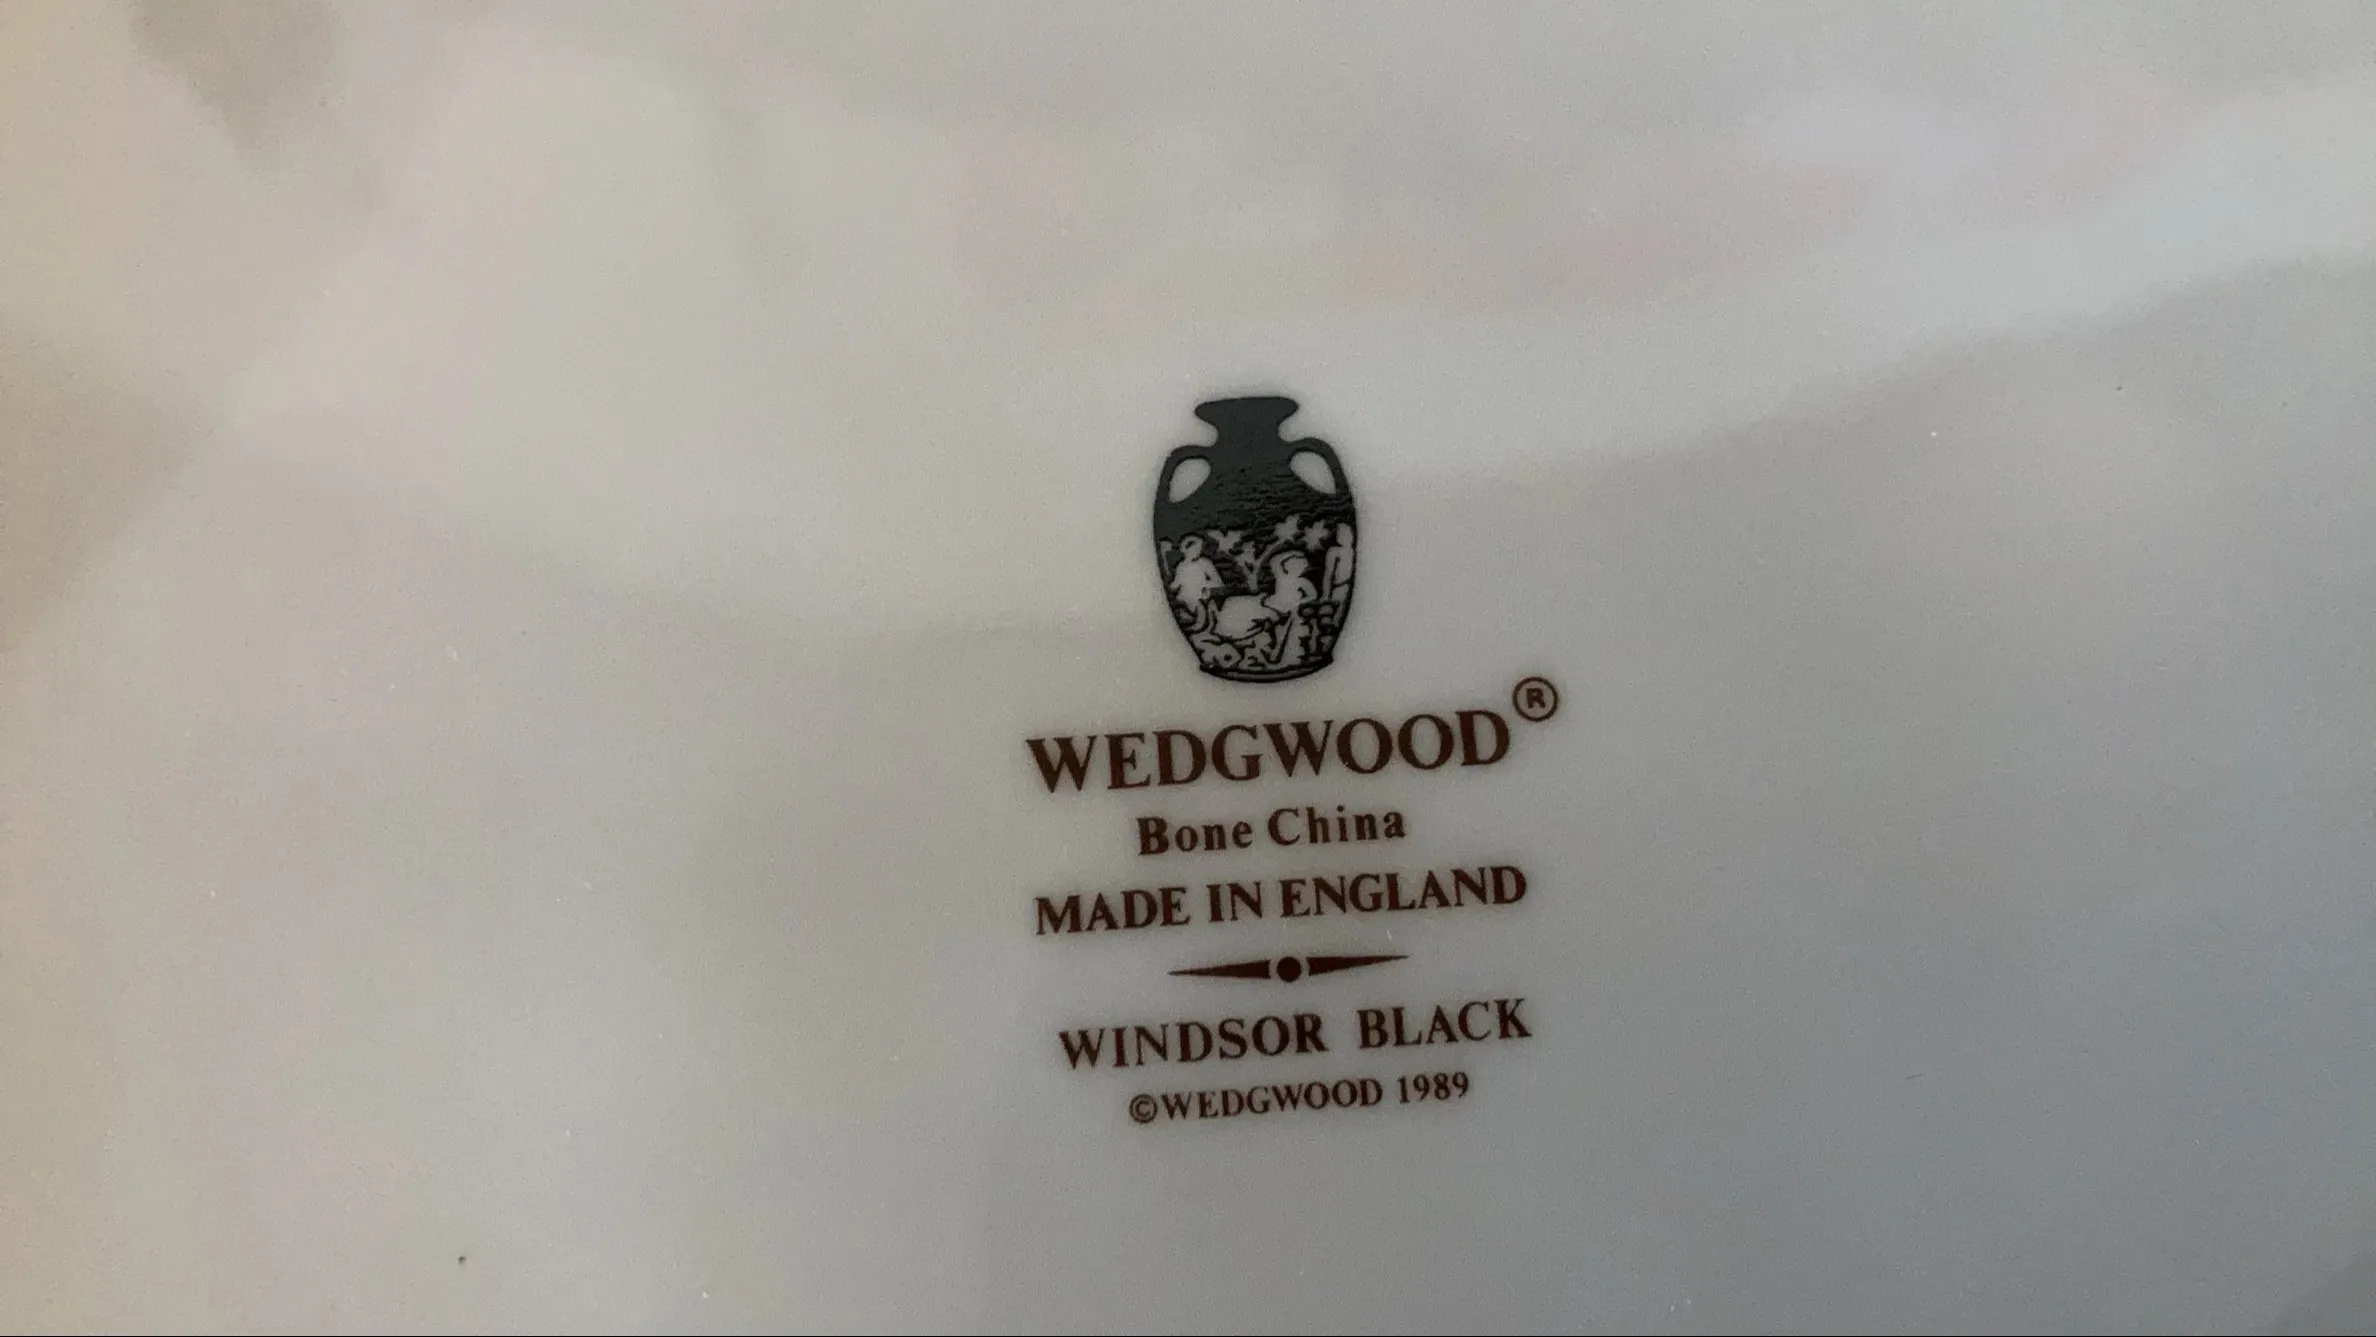 WEDGWOOD®
Bone China
MADE IN ENGLAND
WINDSOR BLACK
©WEDGWOOD 1989